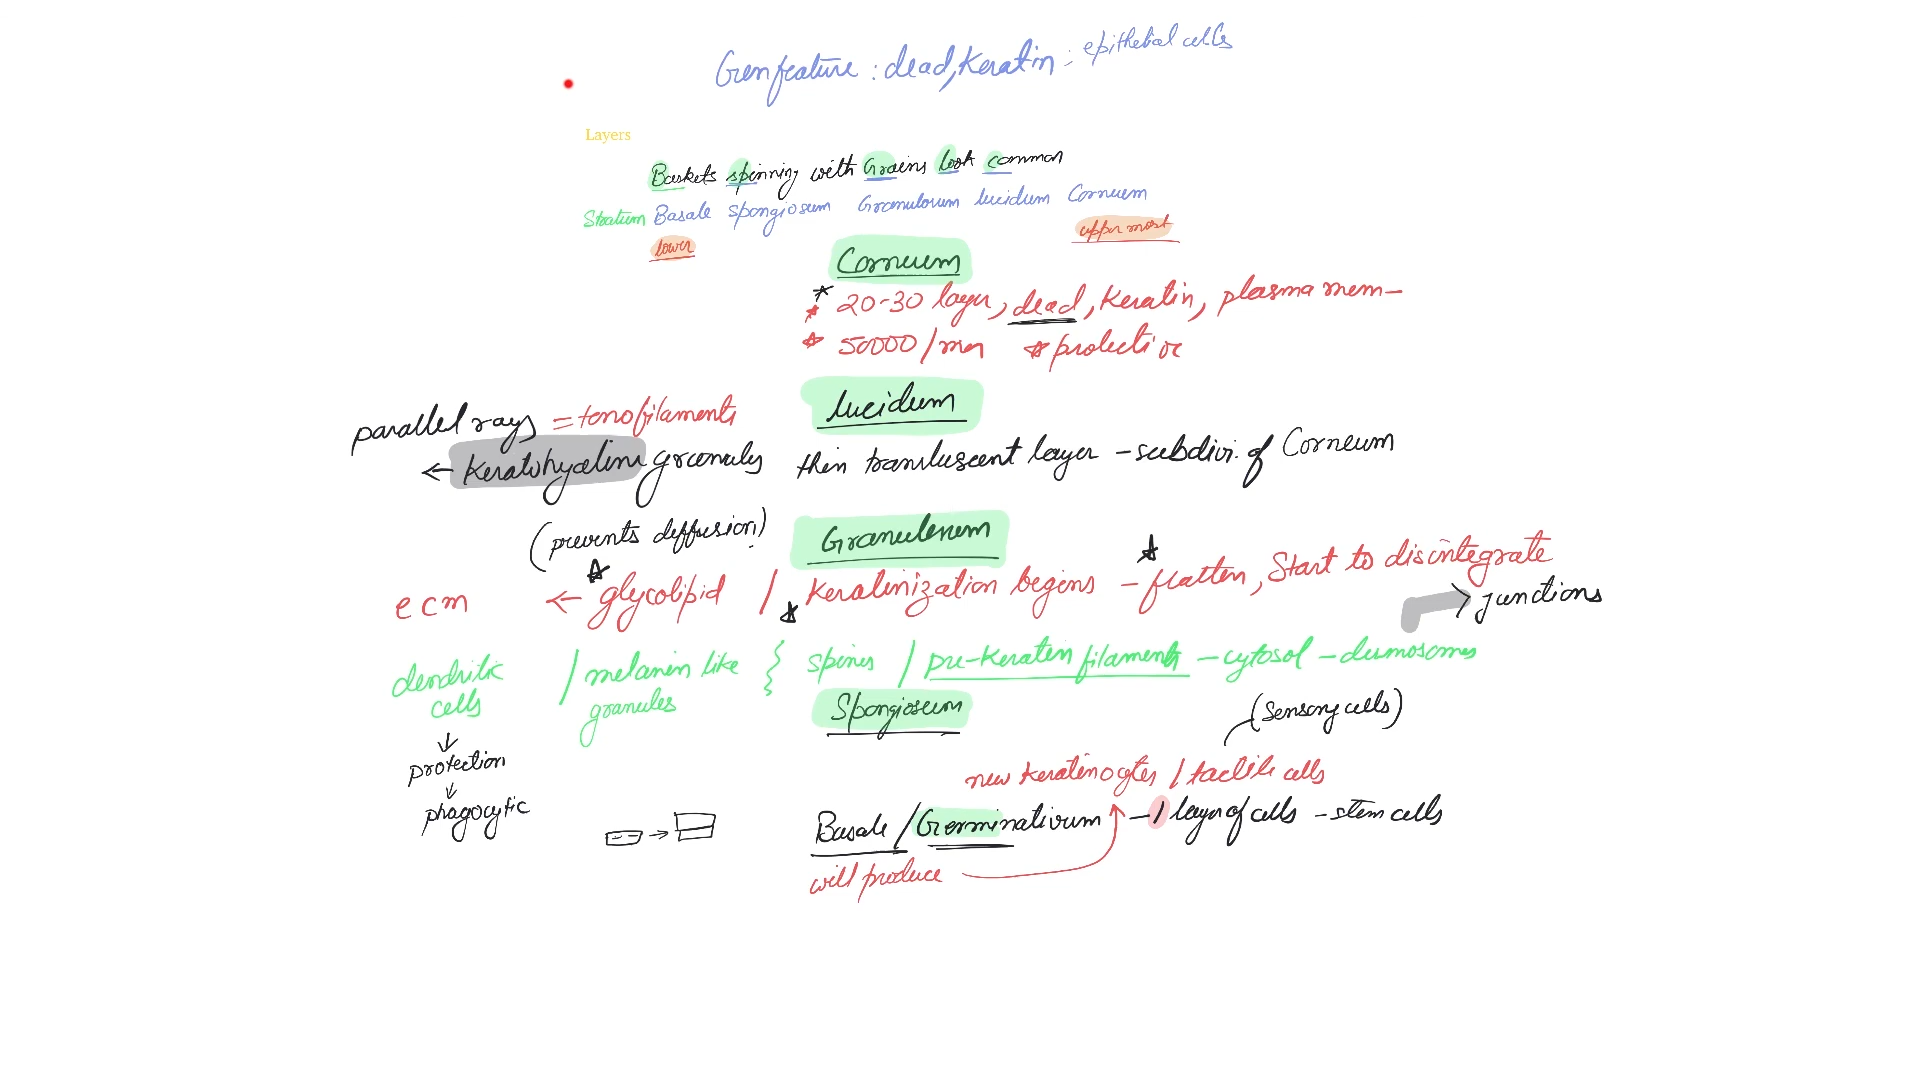 Gen feature : dead, Keratin : epithelial cells
Layers
Baskets spinning with Grains look common
Stratum Basale Spongiosum Granulorum lucidum Corneum
lower
upper most
Corneum
20-30 layer, dead, Keratin, plasma mem-
50000/min * protective
lucidum
parallel rays = tonofilaments
← Keratohyaline granules
thin transluscent layer - subdivi. of Corneum
(prevents deffusion)
Granulorum
ecm ← glycolipid / Keratinization begins - flatten, Start to disintegrate
junctions
dendritic cells / melanin like granules { spines / pre-Keratin filaments - cytosol - desmosomes
Spongiosum
(Sensory cells)
↓
protection
↓
phagocytic
new Keratinocytes / tactile cells
Basale / Germinativum - 1 layer of cells - stem cells
will produce